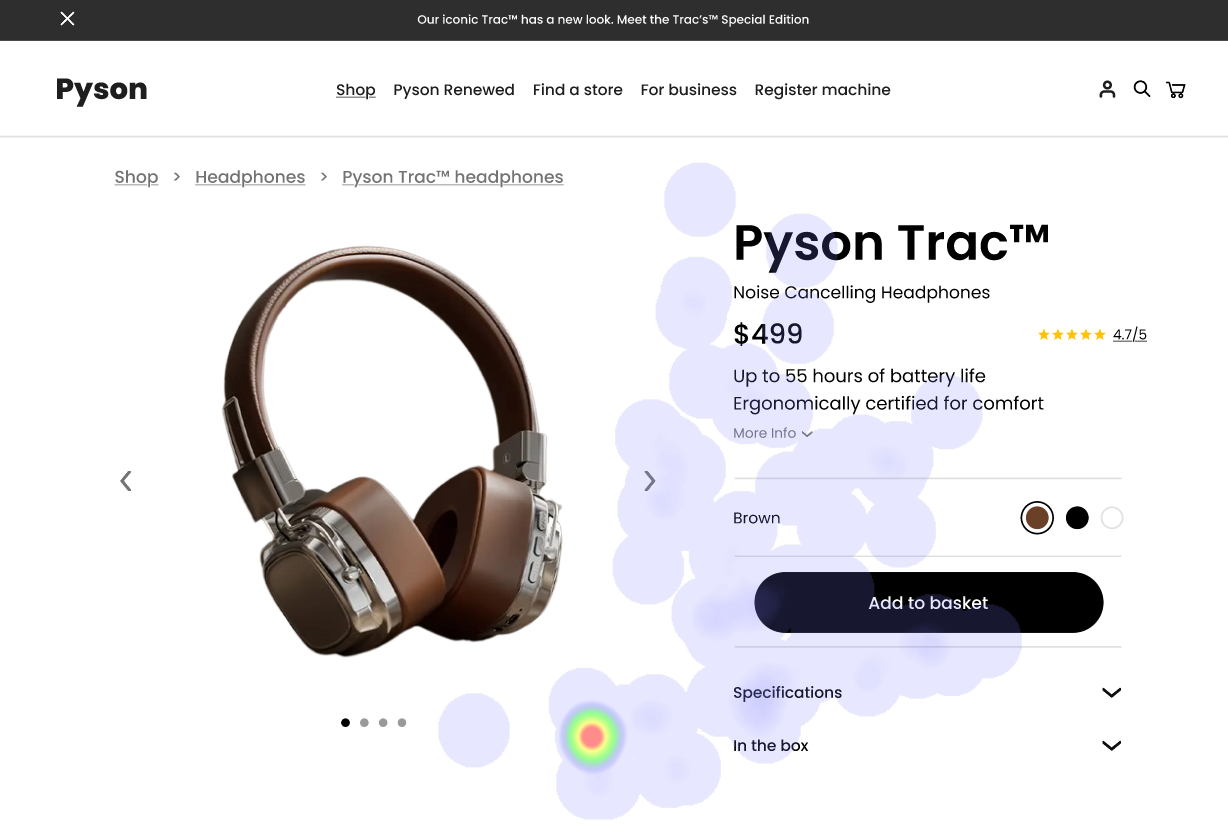 Our iconic Trac™ has a new look. Meet the Trac’s™ Special Edition
Pyson
Shop Pyson Renewed Find a store For business Register machine
Shop > Headphones > Pyson Trac™ headphones
Pyson Trac™
Noise Cancelling Headphones
$499
4.7/5
Up to 55 hours of battery life
Ergonomically certified for comfort
More Info
Brown
Add to basket
Specifications
In the box